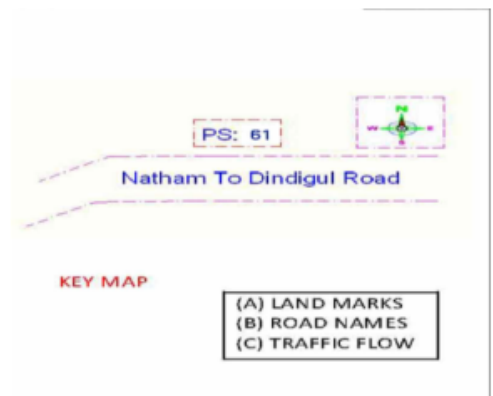 N
W E
S
PS: 61
Natham To Dindigul Road
KEY MAP
(A) LAND MARKS
(B) ROAD NAMES
(C) TRAFFIC FLOW